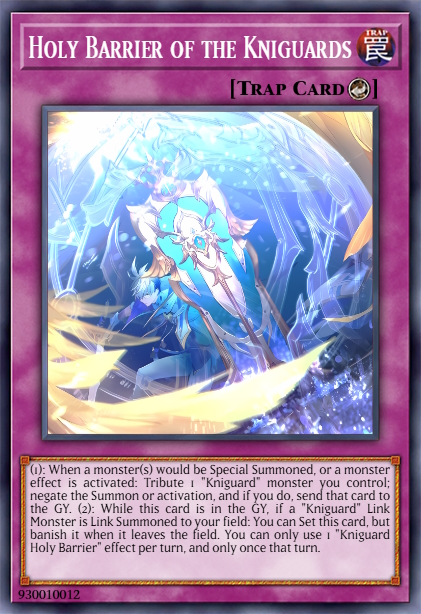 HOLY BARRIER OF THE KNIGUARDS
TRAP
罠
[TRAP CARD]
(1): When a monster(s) would be Special Summoned, or a monster
effect is activated: Tribute 1 "Kniguard" monster you control;
negate the Summon or activation, and if you do, send that card to
the GY. (2): While this card is in the GY, if a "Kniguard" Link
Monster is Link Summoned to your field: You can Set this card, but
banish it when it leaves the field. You can only use 1 "Kniguard
Holy Barrier" effect per turn, and only once that turn.
930010012